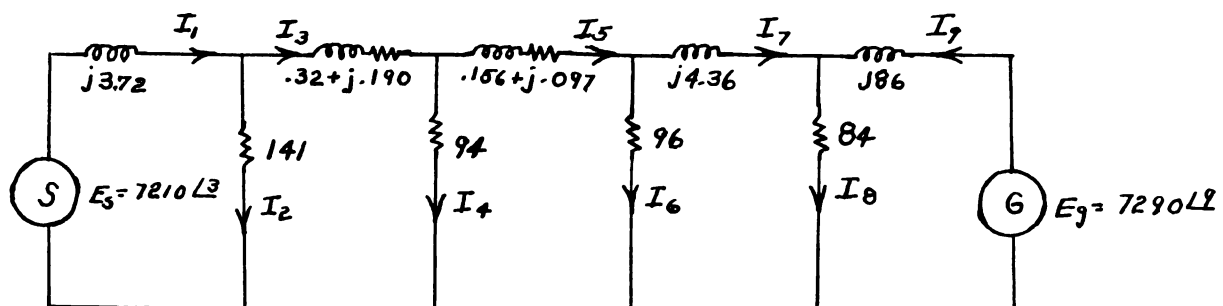 I1 I3 I5 I7 I9
j3.72 .32+j.190 .156+j.097 j4.36 j86
141 94 96 84
S Es = 7210∠3 I2 I4 I6 I8 G Eg = 7290∠9